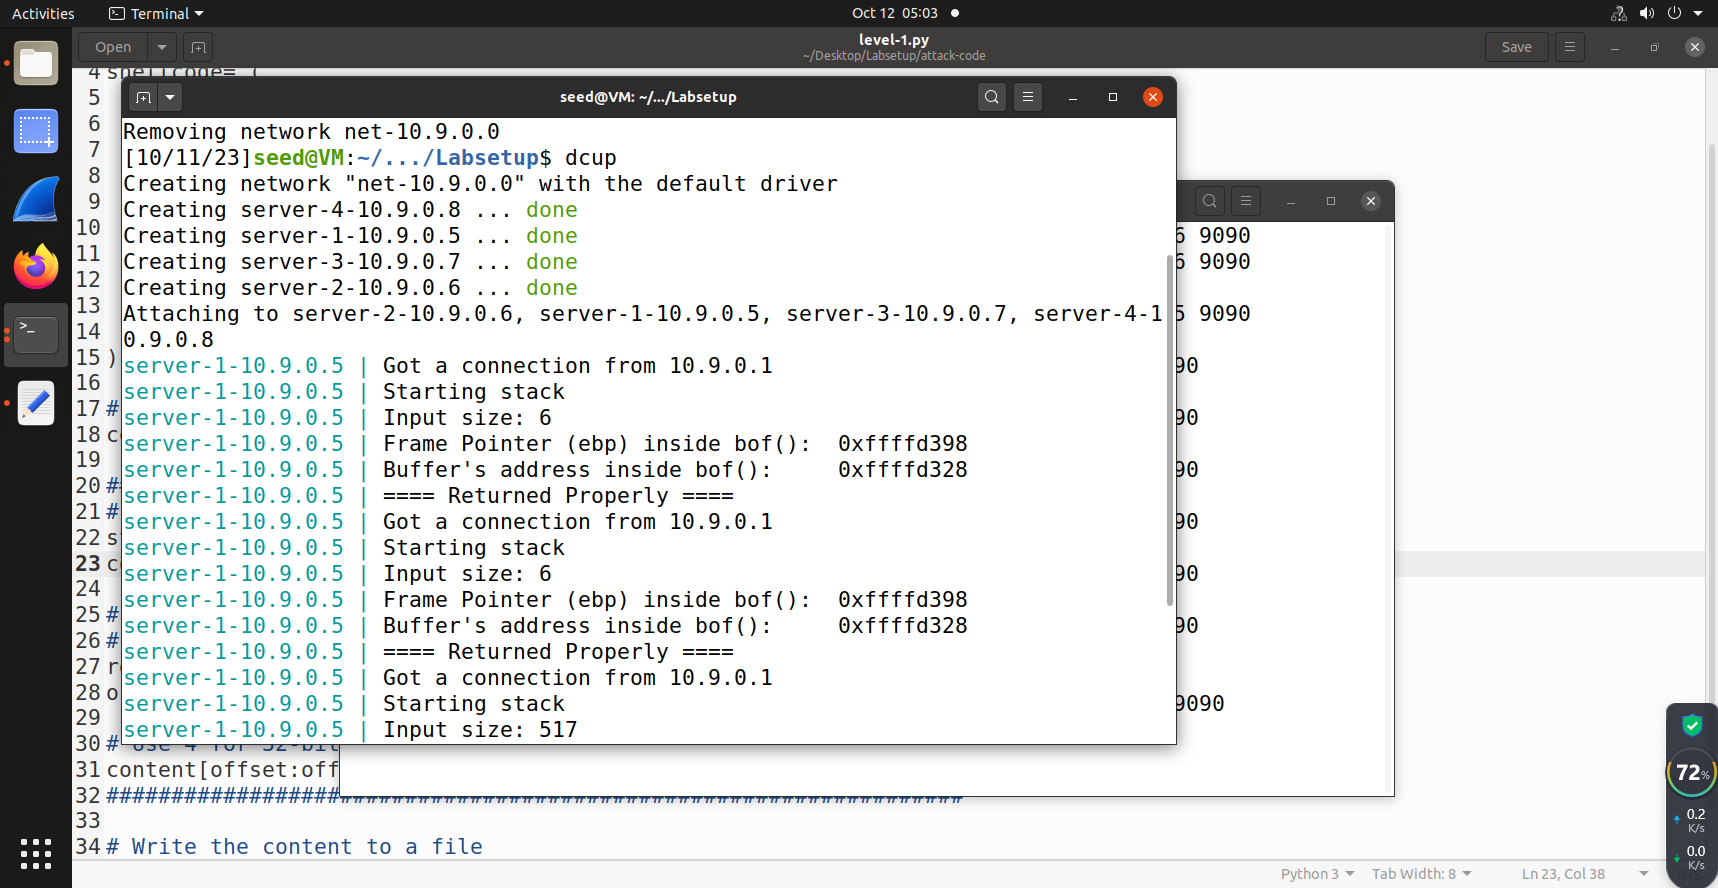 Activities
Terminal
Oct 12 05:03
Open
level-1.py
~/Desktop/Labsetup/attack-code
Save
4 shellcode= (
5
6
7
8
9
10
11
12
13
14
15 )
16
17 #
18 c
19
20 #
21 #
22 s
23 c
24
25 #
26 #
27 r
28 o
29
30 # Use 4 for 32-bit
31 content[offset:off
32 ##################################################################
33
34 # Write the content to a file
seed@VM: ~/.../Labsetup
Removing network net-10.9.0.0
[10/11/23]seed@VM:~/.../Labsetup$ dcup
Creating network "net-10.9.0.0" with the default driver
Creating server-4-10.9.0.8 ... done
Creating server-1-10.9.0.5 ... done
Creating server-3-10.9.0.7 ... done
Creating server-2-10.9.0.6 ... done
Attaching to server-2-10.9.0.6, server-1-10.9.0.5, server-3-10.9.0.7, server-4-1
0.9.0.8
server-1-10.9.0.5 | Got a connection from 10.9.0.1
server-1-10.9.0.5 | Starting stack
server-1-10.9.0.5 | Input size: 6
server-1-10.9.0.5 | Frame Pointer (ebp) inside bof():  0xffffd398
server-1-10.9.0.5 | Buffer's address inside bof():     0xffffd328
server-1-10.9.0.5 | ==== Returned Properly ====
server-1-10.9.0.5 | Got a connection from 10.9.0.1
server-1-10.9.0.5 | Starting stack
server-1-10.9.0.5 | Input size: 6
server-1-10.9.0.5 | Frame Pointer (ebp) inside bof():  0xffffd398
server-1-10.9.0.5 | Buffer's address inside bof():     0xffffd328
server-1-10.9.0.5 | ==== Returned Properly ====
server-1-10.9.0.5 | Got a connection from 10.9.0.1
server-1-10.9.0.5 | Starting stack
server-1-10.9.0.5 | Input size: 517
6 9090
6 9090
5 9090
90
90
90
90
90
90
9090
72%
0.2
K/s
0.0
K/s
Python 3
Tab Width: 8
Ln 23, Col 38